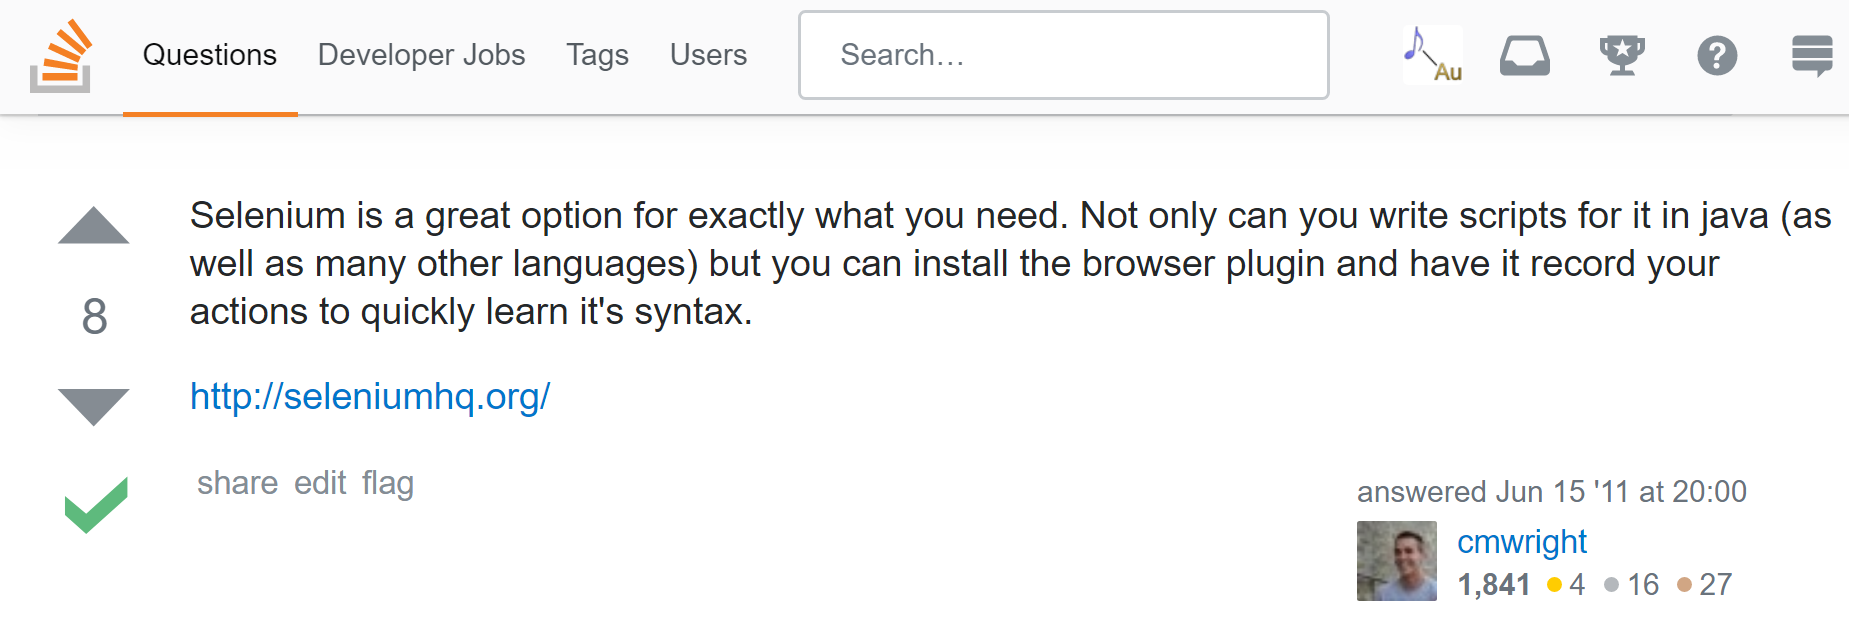 Questions Developer Jobs Tags Users Search… Au ?
Selenium is a great option for exactly what you need. Not only can you write scripts for it in java (as
well as many other languages) but you can install the browser plugin and have it record your
actions to quickly learn it's syntax.
8
http://seleniumhq.org/
share edit flag
answered Jun 15 '11 at 20:00
cmwright
1,841 4 16 27